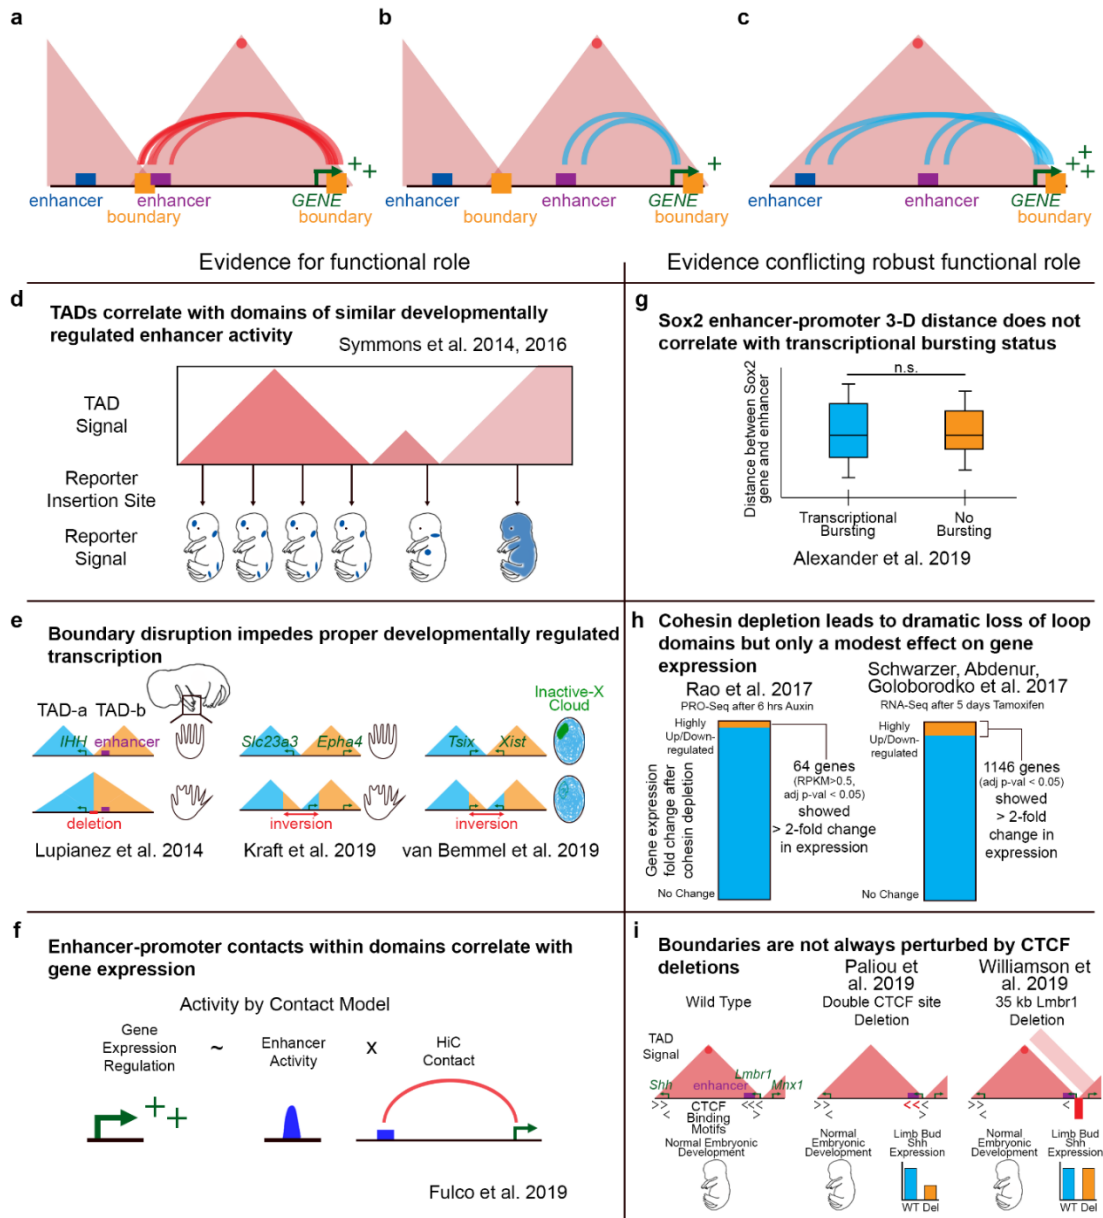 a
enhancer
enhancer
GENE
boundary
boundary
+
+
+
b
enhancer
enhancer
GENE
boundary
boundary
+
c
enhancer
enhancer
GENE
boundary
+
+
+
+
Evidence for functional role
Evidence conflicting robust functional role
d
TADs correlate with domains of similar developmentally
regulated enhancer activity
Symmons et al. 2014, 2016
TAD
Signal
Reporter
Insertion Site
Reporter
Signal
e
Boundary disruption impedes proper developmentally regulated
transcription
TAD-a TAD-b
IHH
enhancer
deletion
Lupianez et al. 2014
Slc23a3
Epha4
inversion
Kraft et al. 2019
Inactive-X
Cloud
Tsix
Xist
inversion
van Bemmel et al. 2019
f
Enhancer-promoter contacts within domains correlate with
gene expression
Activity by Contact Model
Gene
Expression
Regulation
~
Enhancer
Activity
X
HiC
Contact
+
+
Fulco et al. 2019
g
Sox2 enhancer-promoter 3-D distance does not
correlate with transcriptional bursting status
n.s.
Distance between Sox2
gene and enhancer
Transcriptional
Bursting
No
Bursting
Alexander et al. 2019
h
Cohesin depletion leads to dramatic loss of loop
domains but only a modest effect on gene
expression
Rao et al. 2017
PRO-Seq after 6 hrs Auxin
Schwarzer, Abdenur,
Goloborodko et al. 2017
RNA-Seq after 5 days Tamoxifen
Gene expression
fold change after
cohesin depletion
Highly
Up/Down-
regulated
No Change
64 genes
(RPKM>0.5,
adj p-val < 0.05)
showed
> 2-fold change
in expression
Highly
Up/Down-
regulated
No Change
1146 genes
(adj p-val < 0.05)
showed
> 2-fold
change in
expression
i
Boundaries are not always perturbed by CTCF
deletions
Wild Type
Paliou et
al. 2019
Double CTCF site
Deletion
Williamson et
al. 2019
35 kb Lmbr1
Deletion
TAD
Signal
Shh
enhancer
Lmbr1
Mnx1
>> <<<
< <
CTCF
Binding
Motifs
Normal Embryonic
Development
>> <<
< <
Normal
Embryonic
Development
Limb Bud
Shh
Expression
WT Del
>> <
<
Normal
Embryonic
Development
Limb Bud
Shh
Expression
WT Del